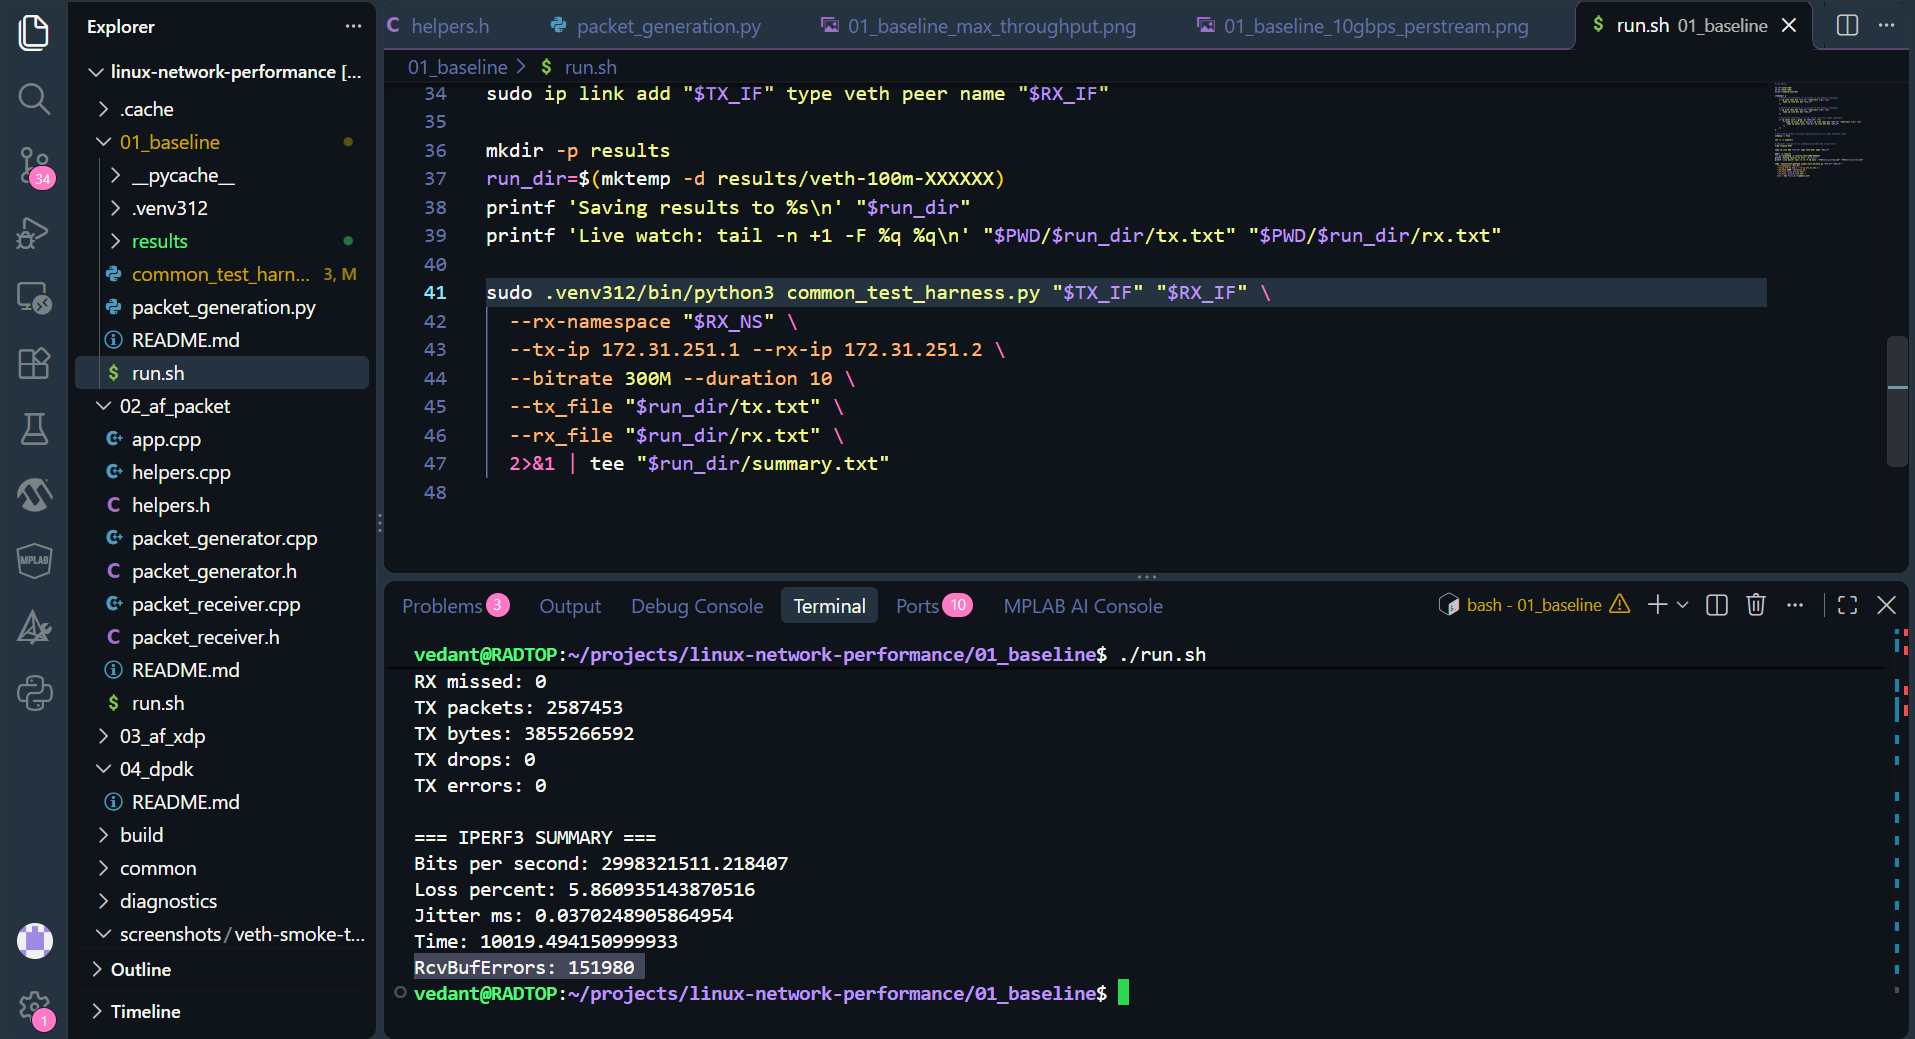 Explorer
linux-network-performance [...
.cache
01_baseline
__pycache__
.venv312
results
common_test_harn... 3, M
packet_generation.py
README.md
run.sh
02_af_packet
app.cpp
helpers.cpp
helpers.h
packet_generator.cpp
packet_generator.h
packet_receiver.cpp
packet_receiver.h
README.md
run.sh
03_af_xdp
04_dpdk
README.md
build
common
diagnostics
screenshots/veth-smoke-t...
Outline
Timeline
34
MPLAB
1
helpers.h packet_generation.py 01_baseline_max_throughput.png 01_baseline_10gbps_perstream.png run.sh 01_baseline
01_baseline > $ run.sh
34 sudo ip link add "$TX_IF" type veth peer name "$RX_IF"
35
36 mkdir -p results
37 run_dir=$(mktemp -d results/veth-100m-XXXXXX)
38 printf 'Saving results to %s\n' "$run_dir"
39 printf 'Live watch: tail -n +1 -F %q %q\n' "$PWD/$run_dir/tx.txt" "$PWD/$run_dir/rx.txt"
40
41 sudo .venv312/bin/python3 common_test_harness.py "$TX_IF" "$RX_IF" \
42 --rx-namespace "$RX_NS" \
43 --tx-ip 172.31.251.1 --rx-ip 172.31.251.2 \
44 --bitrate 300M --duration 10 \
45 --tx_file "$run_dir/tx.txt" \
46 --rx_file "$run_dir/rx.txt" \
47 2>&1 | tee "$run_dir/summary.txt"
48
Problems 3 Output Debug Console Terminal Ports 10 MPLAB AI Console bash - 01_baseline
vedant@RADTOP:~/projects/linux-network-performance/01_baseline$ ./run.sh
RX missed: 0
TX packets: 2587453
TX bytes: 3855266592
TX drops: 0
TX errors: 0
=== IPERF3 SUMMARY ===
Bits per second: 2998321511.218407
Loss percent: 5.860935143870516
Jitter ms: 0.0370248905864954
Time: 10019.494150999933
RcvBufErrors: 151980
vedant@RADTOP:~/projects/linux-network-performance/01_baseline$